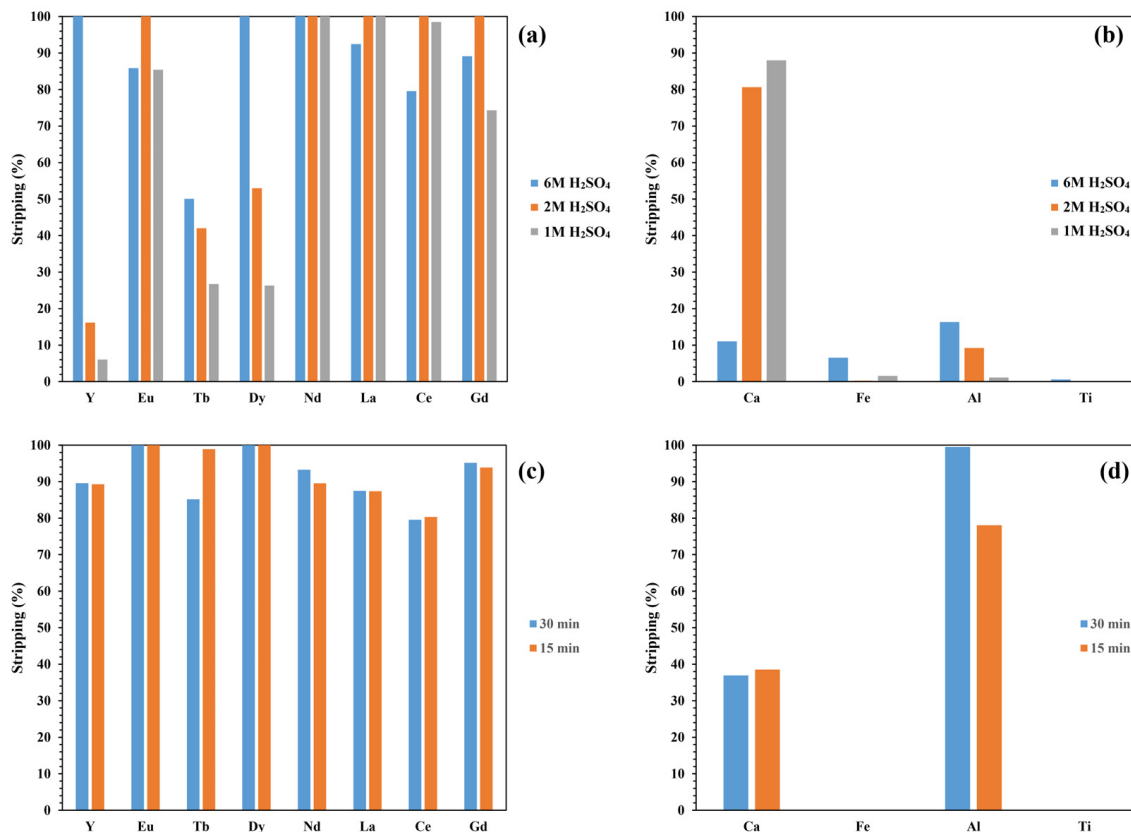 (a)
Stripping (%)
100
90
80
70
60
50
40
30
20
10
0
Y Eu Tb Dy Nd La Ce Gd
6M H₂SO₄
2M H₂SO₄
1M H₂SO₄
(b)
Stripping (%)
100
90
80
70
60
50
40
30
20
10
0
Ca Fe Al Ti
6M H₂SO₄
2M H₂SO₄
1M H₂SO₄
(c)
Stripping (%)
100
90
80
70
60
50
40
30
20
10
0
Y Eu Tb Dy Nd La Ce Gd
30 min
15 min
(d)
Stripping (%)
100
90
80
70
60
50
40
30
20
10
0
Ca Fe Al Ti
30 min
15 min